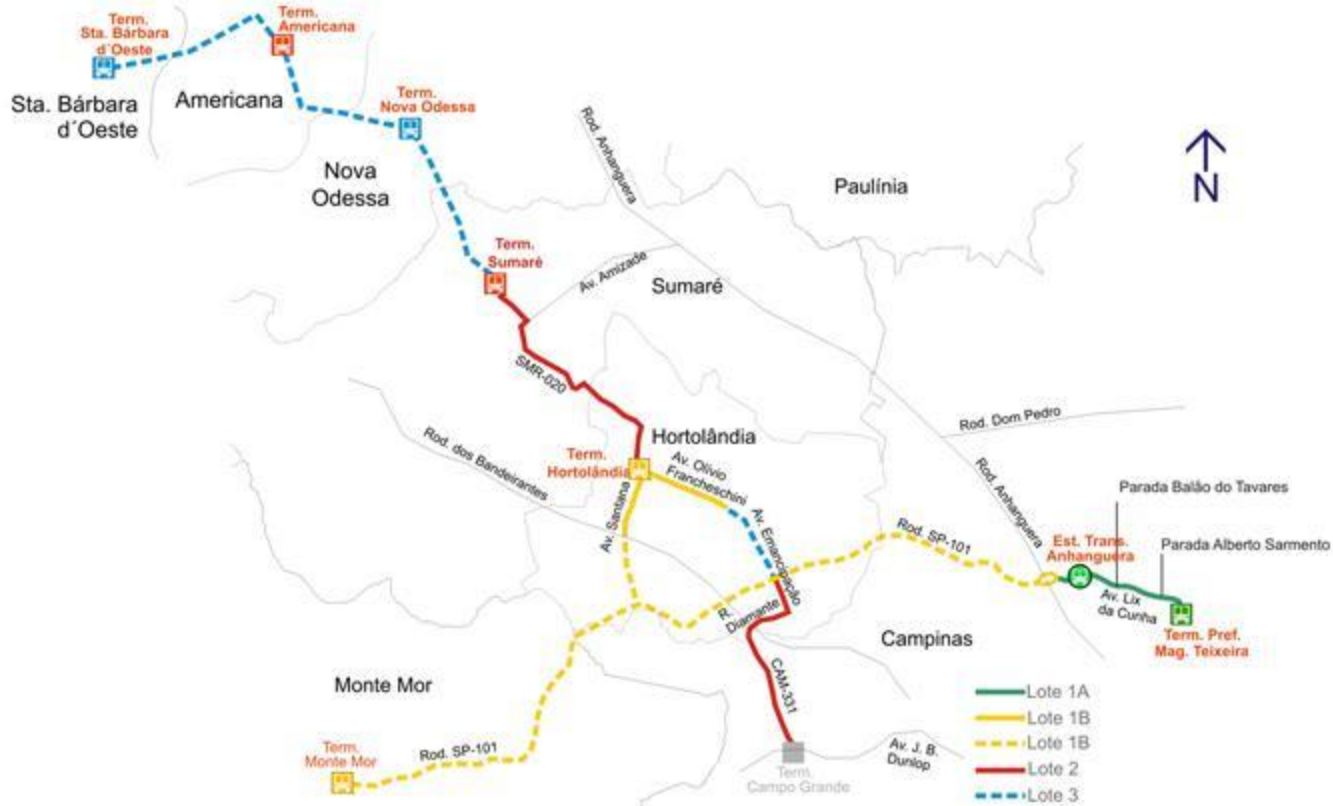 Term.
Sta. Bárbara
d´Oeste
Term.
Americana
Sta. Bárbara
d´Oeste
Americana
Term.
Nova Odessa
Nova
Odessa
Rod. Anhanguera
Paulínia
N
Term.
Sumaré
Av. Amizade
Sumaré
SMR-020
Rod. dos Bandeirantes
Hortolândia
Term.
Hortolândia
Av. Olivio
Francheschini
Av. Santana
Av. Emancipação
Rod. Dom Pedro
Rod. Anhanguera
Parada Balão do Tavares
Rod. SP-101
Est. Trans.
Anhanguera
Parada Alberto Sarmento
Av. Lix
da Cunha
Term. Pref.
Mag. Teixeira
R.
Diamante
Campinas
CAM-331
Monte Mor
Rod. SP-101
Term.
Monte Mor
Av. J. B.
Dunlop
Term.
Campo Grande
Lote 1A
Lote 1B
Lote 1B
Lote 2
Lote 3